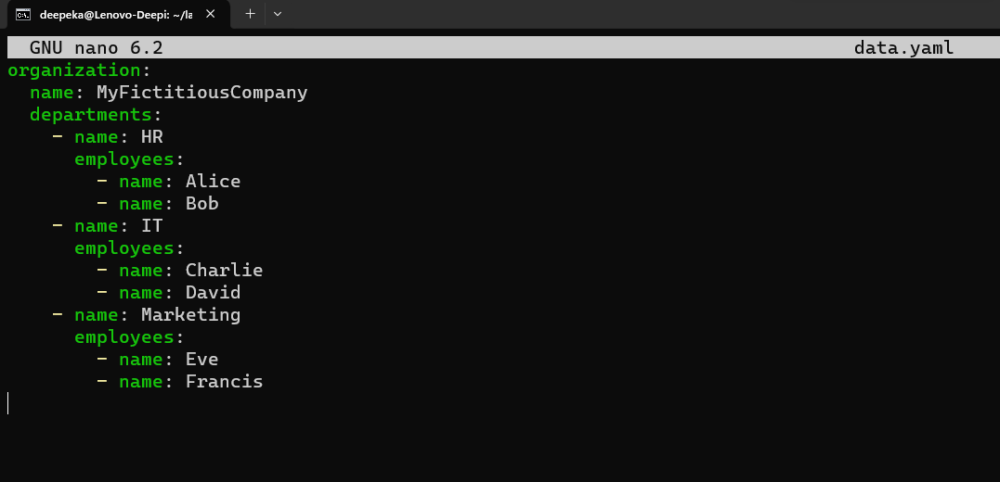 deepeka@Lenovo-Deepi: ~/la
GNU nano 6.2 data.yaml
organization:
  name: MyFictitiousCompany
  departments:
    - name: HR
      employees:
        - name: Alice
        - name: Bob
    - name: IT
      employees:
        - name: Charlie
        - name: David
    - name: Marketing
      employees:
        - name: Eve
        - name: Francis